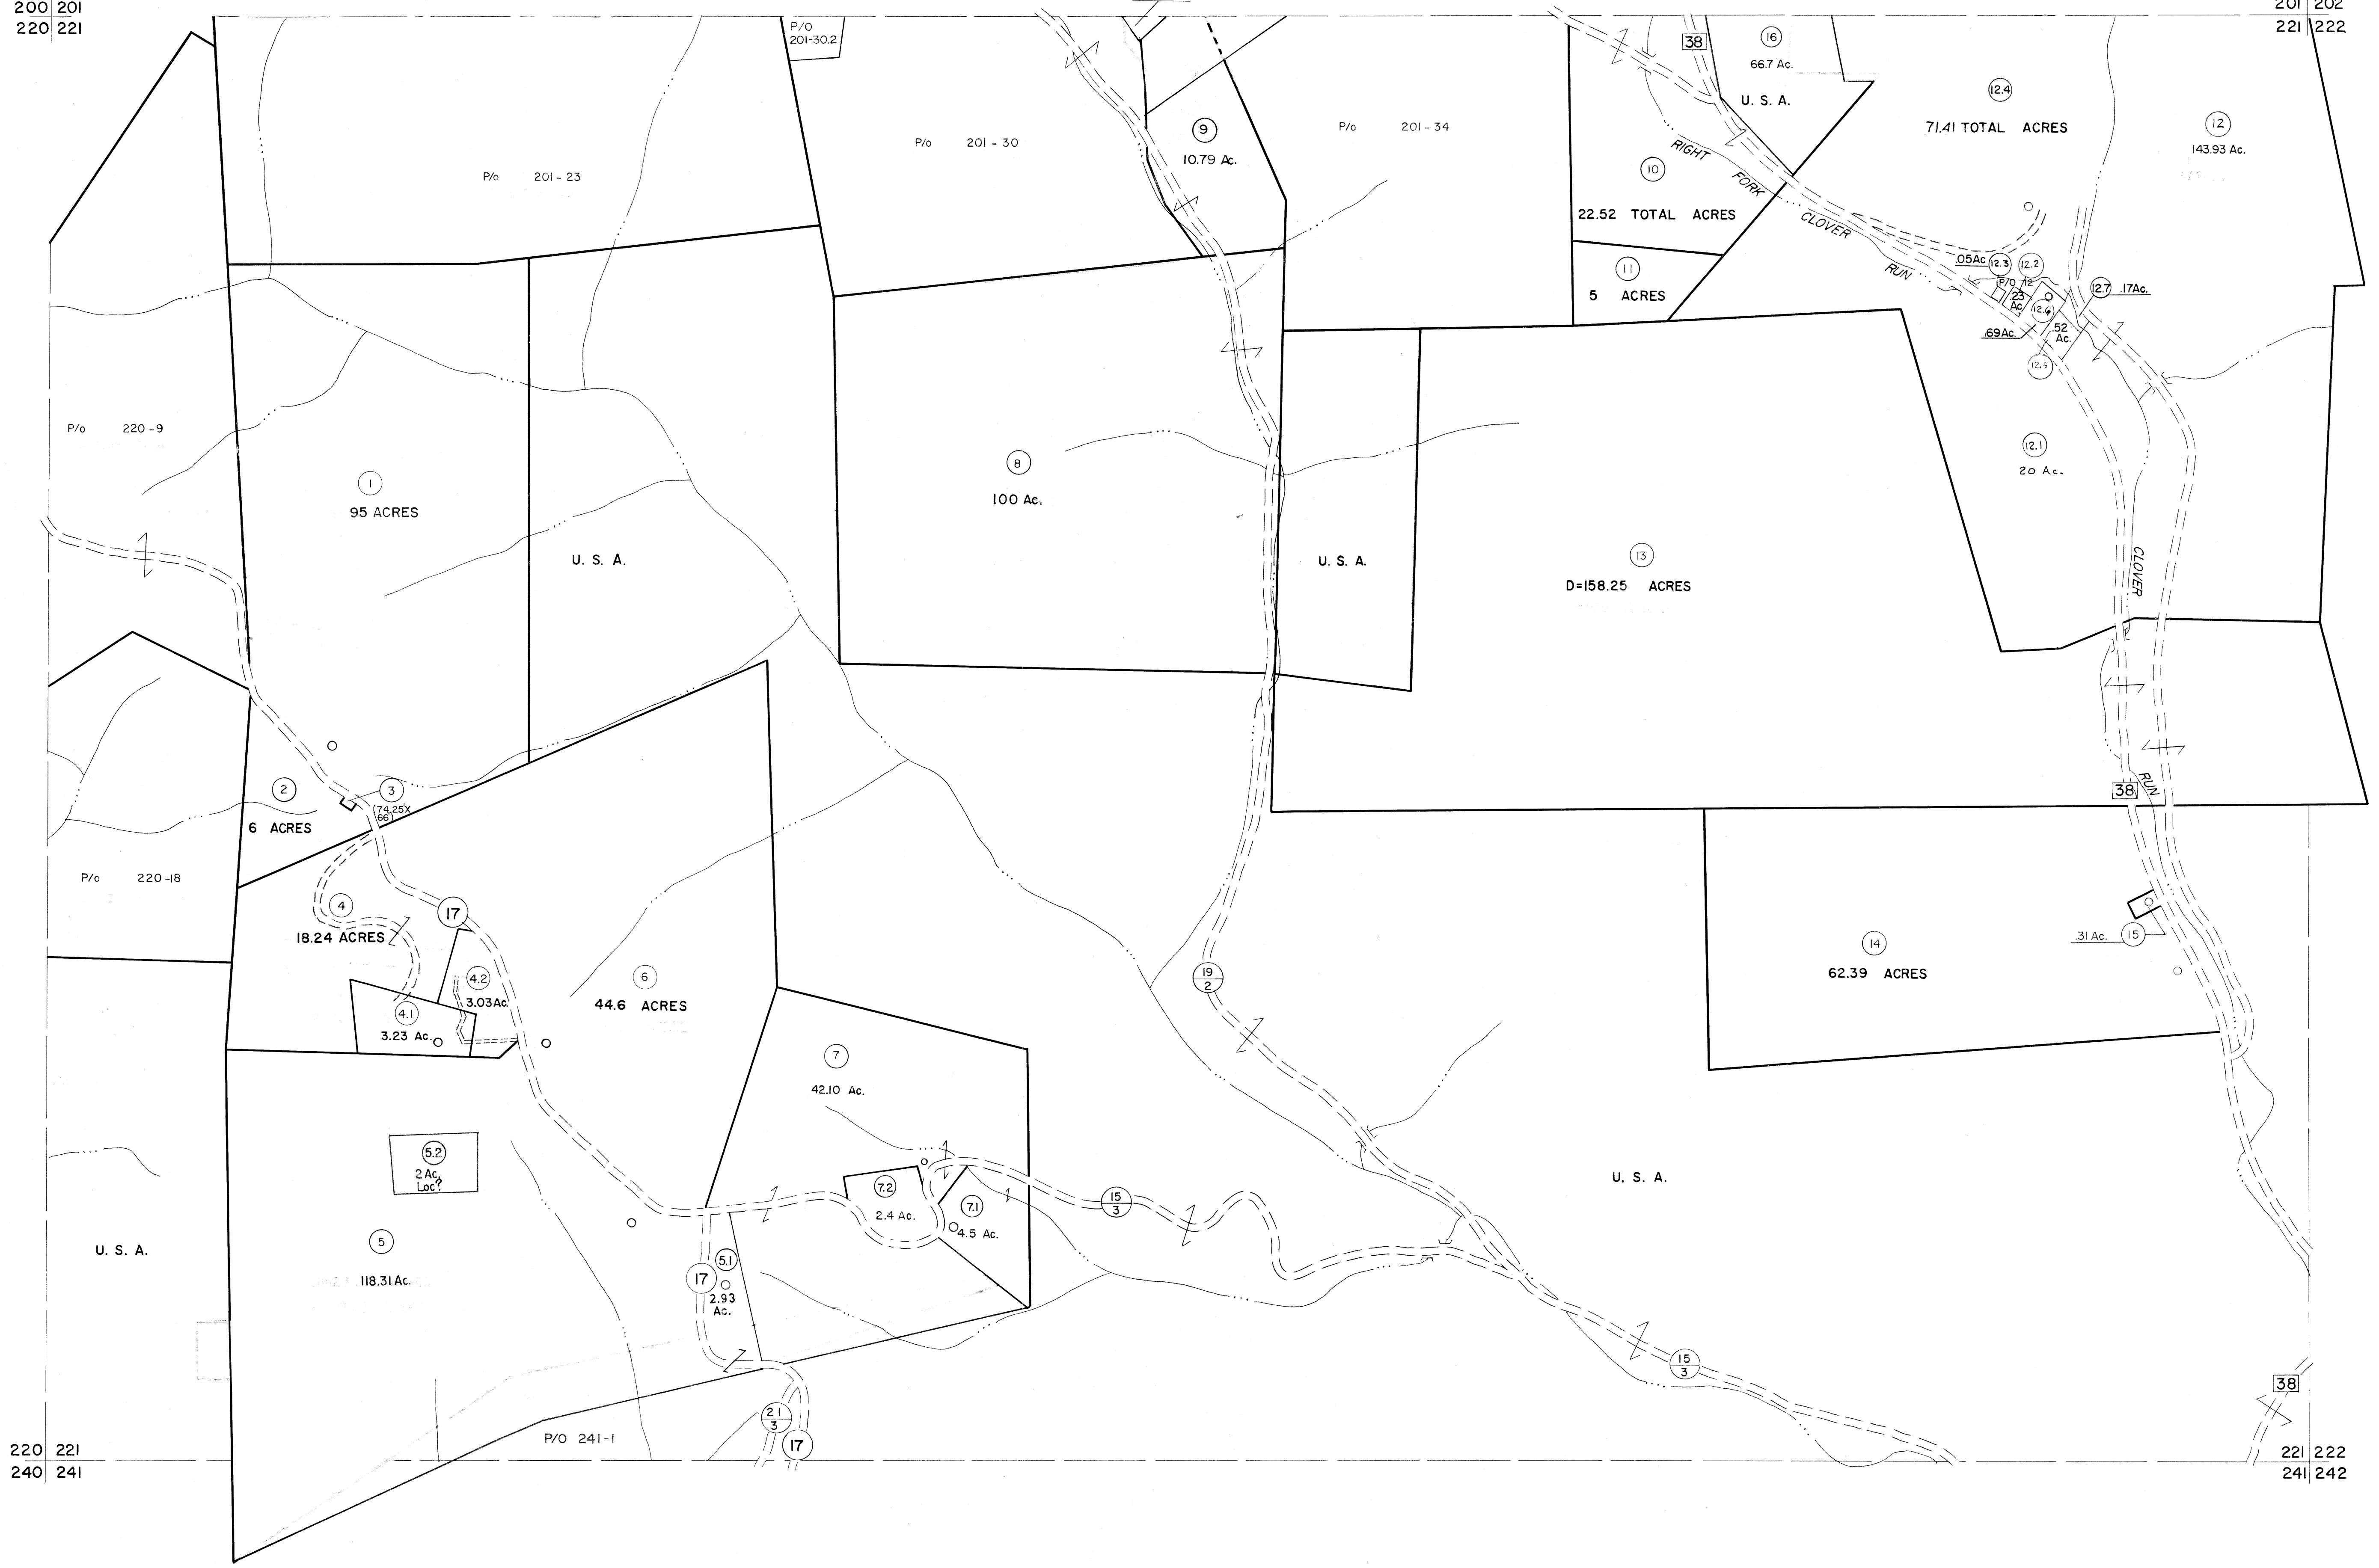 200 201
220 221
201 202
221 222
P/O
201-30.2
38
16
66.7 Ac.
U. S. A.
12.4
71.41 TOTAL ACRES
12
143.93 Ac.
P/o 201-23
P/o 201-30
9
10.79 Ac.
P/o 201-34
10
22.52 TOTAL ACRES
RIGHT
FORK
CLOVER
RUN
11
5 ACRES
.05Ac.
12.3
12.2
P/O 12
.23
Ac.
12.7
.17Ac.
.69Ac.
.52
Ac.
12.5
P/o 220-9
1
95 ACRES
8
100 Ac.
12.1
20 Ac.
U. S. A.
U. S. A.
13
D=158.25 ACRES
CLOVER
RUN
38
2
6 ACRES
3
(74.25'X
66')
P/o 220-18
4
18.24 ACRES
17
4.2
3.03Ac.
4.1
3.23 Ac.
6
44.6 ACRES
19
2
14
62.39 ACRES
.31 Ac.
15
7
42.10 Ac.
5.2
2 Ac.
Loc?
7.2
2.4 Ac.
7.1
4.5 Ac.
15
3
U. S. A.
U. S. A.
5
118.31 Ac.
5.1
17
2.93
Ac.
15
3
38
21
3
17
P/O 241-1
220 221
240 241
221 222
241 242